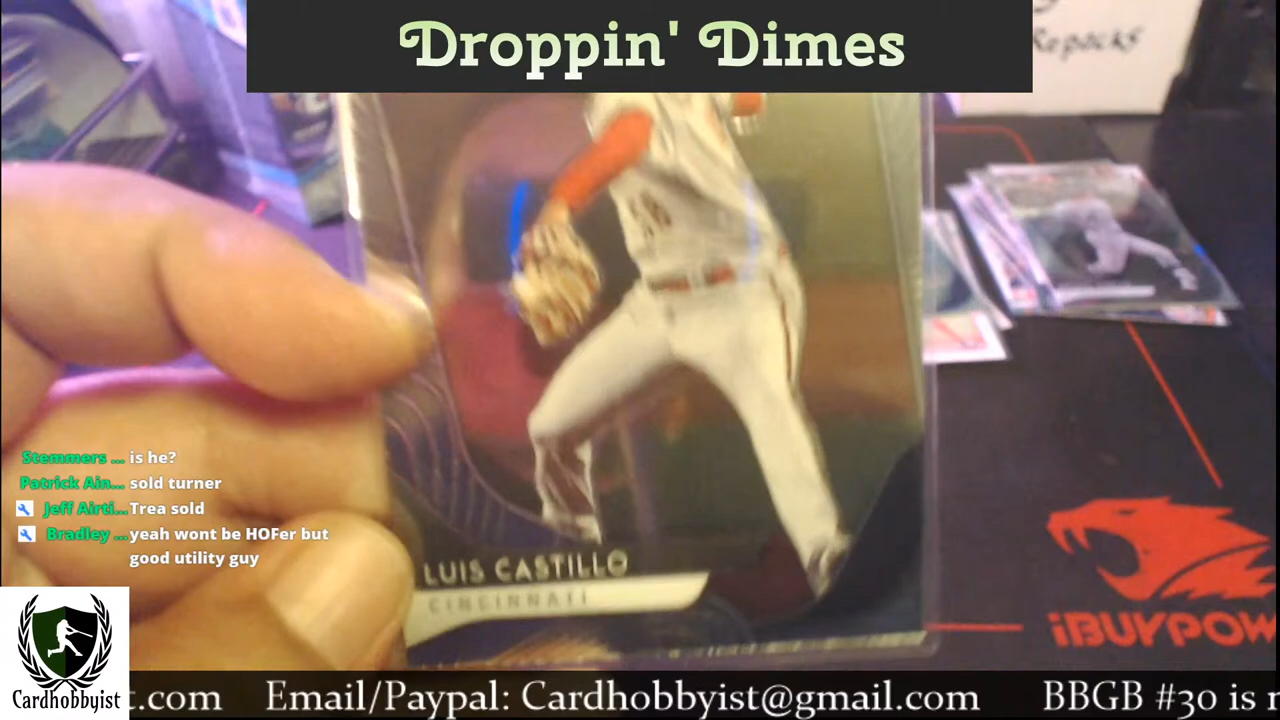 Droppin' Dimes
Repacks
58
Stemmers ... is he?
Patrick Ain... sold turner
Jeff Airti... Trea sold
Bradley ... yeah wont be HOFer but
good utility guy
LUIS CASTILLO
CINCINNATI
iBUYPOW
Cardhobbyist
t.com Email/Paypal: Cardhobbyist@gmail.com BBGB #30 is